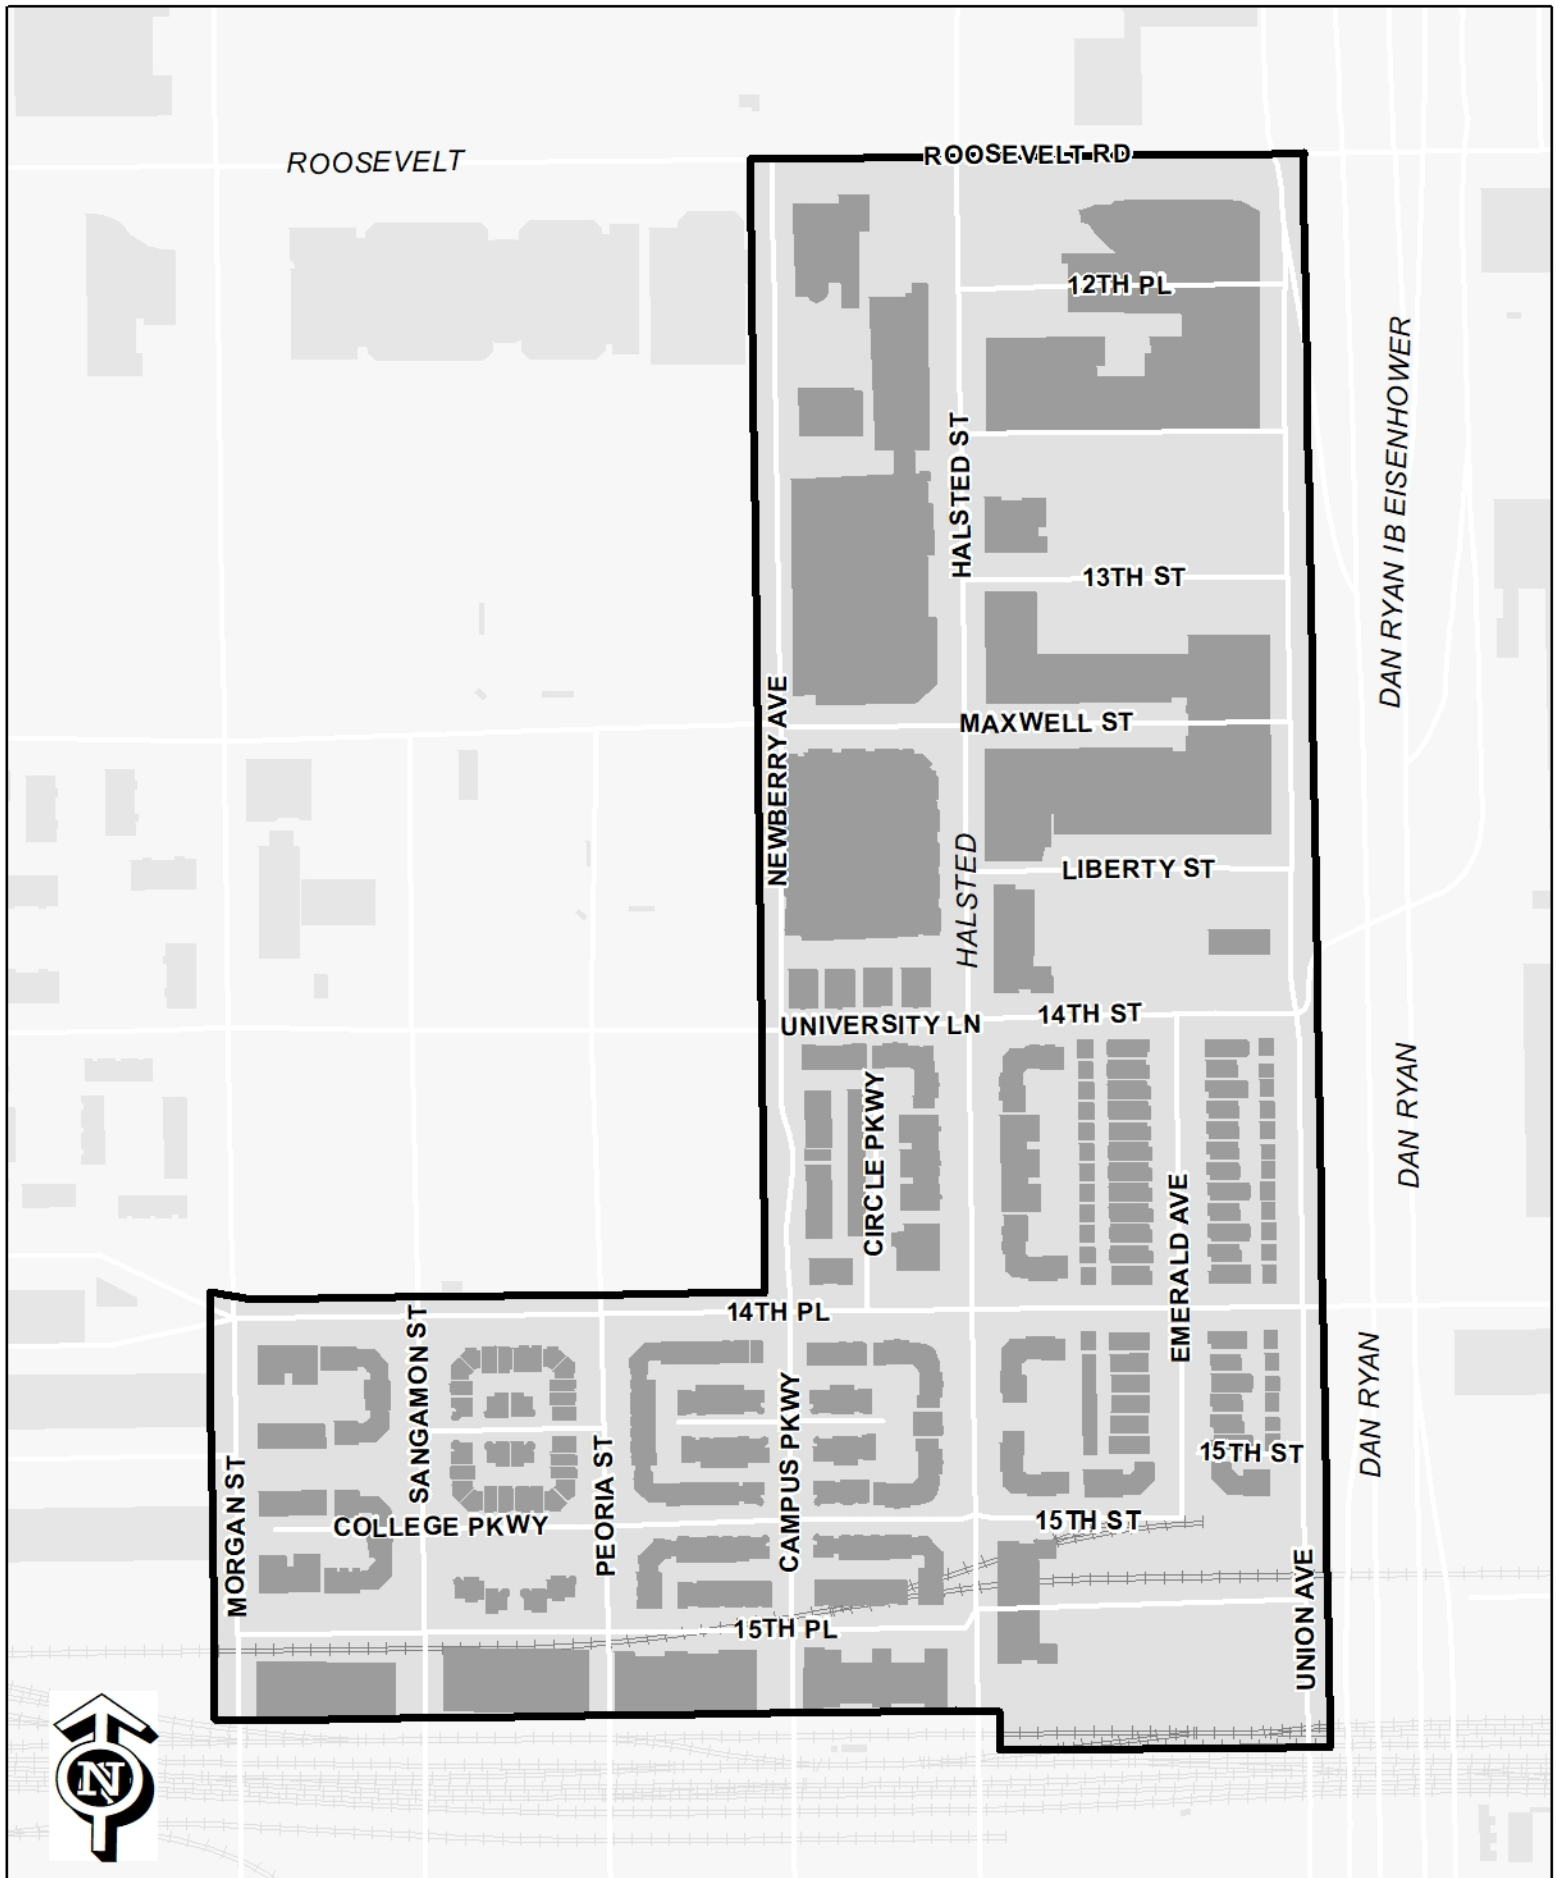 ROOSEVELT
ROOSEVELT RD
12TH PL
DAN RYAN IB EISENHOWER
HALSTED ST
13TH ST
NEWBERRY AVE
MAXWELL ST
HALSTED
LIBERTY ST
UNIVERSITY LN
14TH ST
CIRCLE PKWY
DAN RYAN
EMERALD AVE
14TH PL
SANGAMON ST
DAN RYAN
CAMPUS PKWY
PEORIA ST
15TH ST
MORGAN ST
COLLEGE PKWY
15TH ST
UNION AVE
15TH PL
N